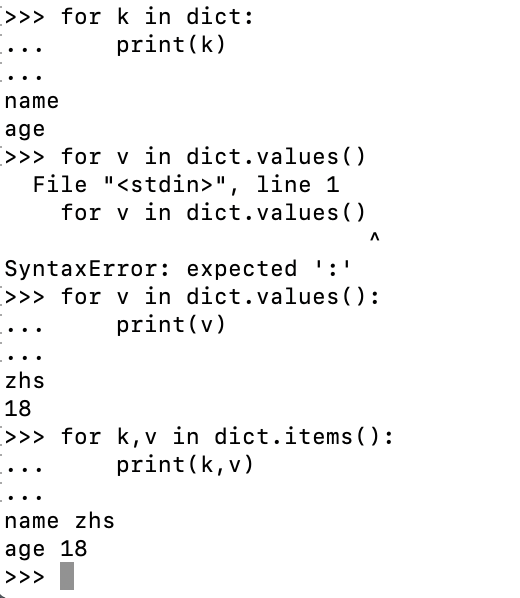 >>> for k in dict:
...     print(k)
...
name
age
>>> for v in dict.values()
  File "<stdin>", line 1
    for v in dict.values()
                          ^
SyntaxError: expected ':'
>>> for v in dict.values():
...     print(v)
...
zhs
18
>>> for k,v in dict.items():
...     print(k,v)
...
name zhs
age 18
>>>